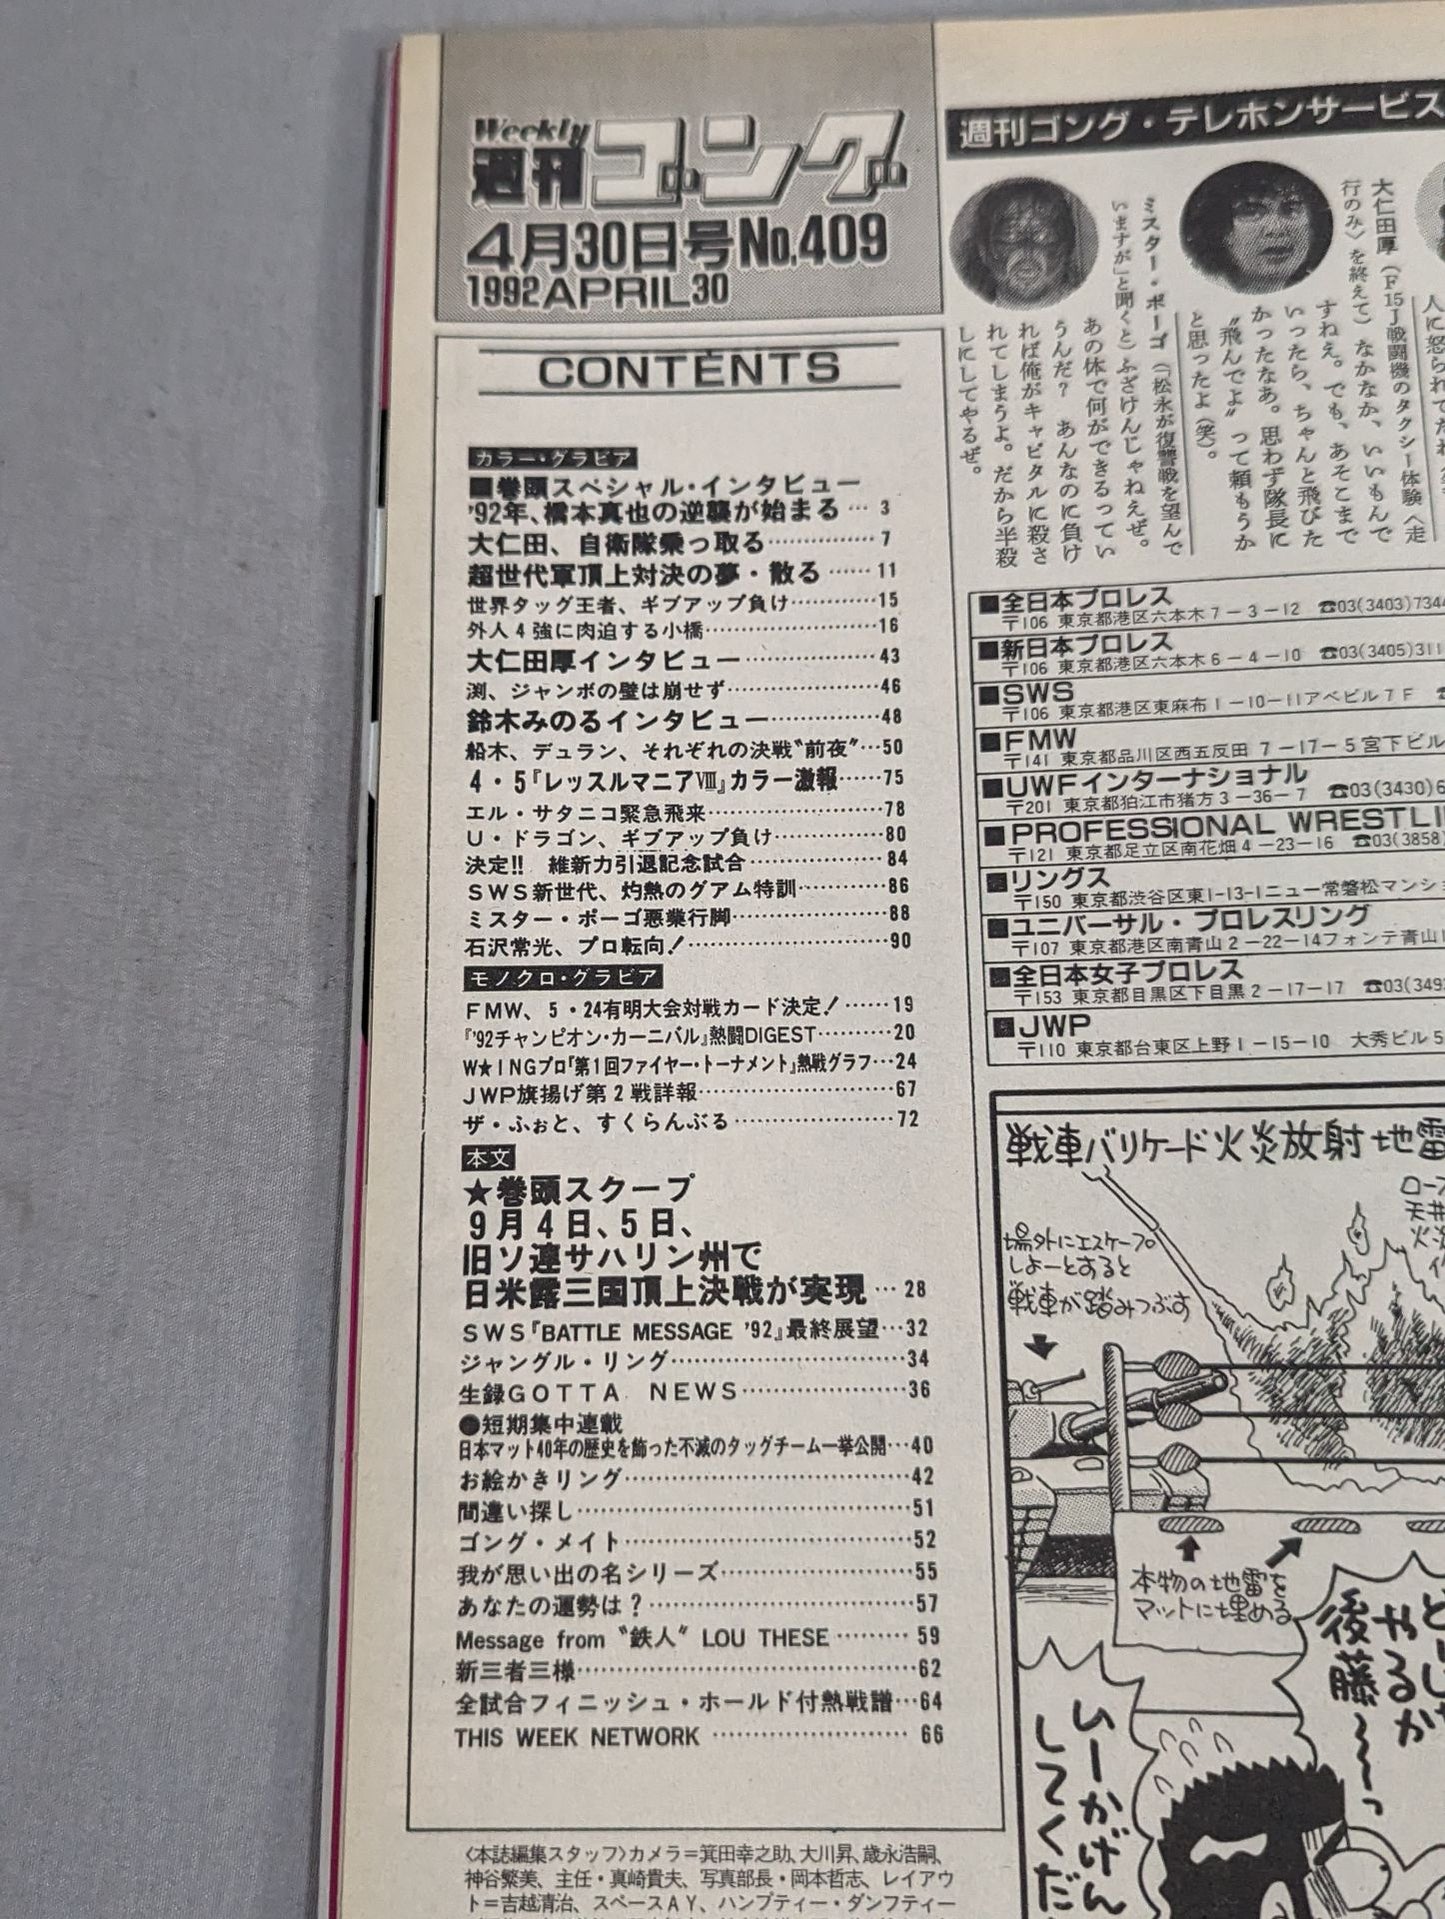 Weekly
週刊ゴング
4月30日号No.409
1992 APRIL 30
CONTENTS
カラー・グラビア
■巻頭スペシャル・インタビュー
'92年、橋本真也の逆襲が始まる… 3
大仁田、自衛隊乗っ取る……………7
超世代軍頂上対決の夢・散る……11
世界タッグ王者、ギブアップ負け…………15
外人4強に肉迫する小橋……………………16
大仁田厚インタビュー………………43
渕、ジャンボの壁は崩せず…………………46
鈴木みのるインタビュー……………48
船木、デュラン、それぞれの決戦〝前夜〟…50
4・5『レッスルマニアⅧ』カラー激報……75
エル・サタニコ緊急飛来……………………78
U・ドラゴン、ギブアップ負け……………80
決定!! 維新力引退記念試合………………84
SWS新世代、灼熱のグアム特訓…………86
ミスター・ポーゴ悪業行脚…………………88
石沢常光、プロ転向!………………………90
モノクロ・グラビア
FMW、5・24有明大会対戦カード決定!……19
『'92チャンピオン・カーニバル』熱闘DIGEST…………20
W★INGプロ「第1回ファイヤー・トーナメント」熱戦グラフ…24
JWP旗揚げ第2戦詳報………………………67
ザ・ふぉと、すくらんぶる…………………72
本文
★巻頭スクープ
9月4日、5日、
旧ソ連サハリン州で
日米露三国頂上決戦が実現…28
SWS『BATTLE MESSAGE '92』最終展望…32
ジャングル・リング…………………………34
生録GOTTA NEWS…………………36
●短期集中連載
日本マット40年の歴史を飾った不滅のタッグチーム一挙公開…40
お絵かきリング………………………………42
間違い探し……………………………………51
ゴング・メイト………………………………52
我が思い出の名シリーズ……………………55
あなたの運勢は?……………………………57
Message from〝鉄人〟LOU THESE……… 59
新三者三様……………………………………62
全試合フィニッシュ・ホールド付熱戦譜…64
THIS WEEK NETWORK …………………… 66
〈本誌編集スタッフ〉カメラ=箕田幸之助、大川昇、歳永浩嗣、
神谷繁美、主任・真崎貴夫、写真部長・岡本哲志、レイアウ
ト=吉越清治、スペースAY、ハンプティー・ダンフティー
週刊ゴング・テレホンサービス
大仁田厚(F15J戦闘機のタクシー体験〈走
行のみ〉を終えて)なかなか、いいもんで
すねえ。でも、あそこまで
いったら、ちゃんと飛びた
かったなあ。思わず隊長に
〝飛んでよ〟って頼もうか
と思ったよ(笑)。
ミスター・ポーゴ(「松永が復讐戦を望んで
いますが」と聞くと)ふざけんじゃねえぜ。
あの体で何ができるってい
うんだ? あんなのに負け
れば俺がキャピタルに殺さ
れてしまうよ。だから半殺
しにしてやるぜ。
■全日本プロレス
〒106 東京都港区六本木7-3-12 ☎03(3403)734
■新日本プロレス
〒106 東京都港区六本木6-4-10 ☎03(3405)311
■SWS
〒106 東京都港区東麻布1-10-11アベビル7F
■FMW
〒141 東京都品川区西五反田7-17-5宮下ビル
■UWFインターナショナル
〒201 東京都狛江市猪方3-36-7 ☎03(3430)6
■PROFESSIONAL WRESTLI
〒121 東京都足立区南花畑4-23-16 ☎03(3858)
■リングス
〒150 東京都渋谷区東1-13-1ニュー常磐松マンショ
■ユニバーサル・プロレスリング
〒107 東京都港区南青山2-22-14フォンテ青山
■全日本女子プロレス
〒153 東京都目黒区下目黒2-17-17 ☎03(349
■JWP
〒110 東京都台東区上野1-15-10 大秀ビル5
戦車バリケード火炎放射地雷
場外にエスケープ
しよーとすると
戦車が踏みつぶす
本物の地雷を
マットに埋める
やるか
後藤〜〜っ
いーかげん
してくだ